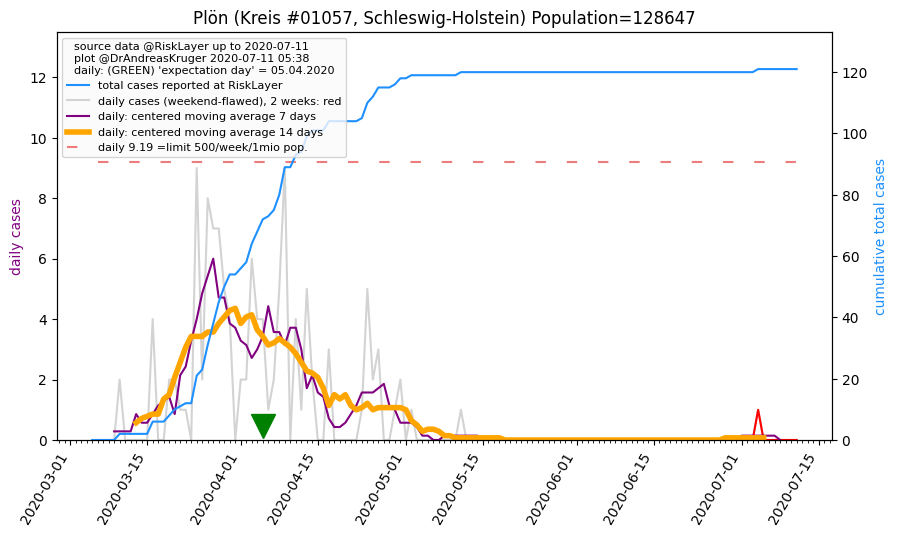 Plön (Kreis #01057, Schleswig-Holstein) Population=128647
source data @RiskLayer up to 2020-07-11
plot @DrAndreasKruger 2020-07-11 05:38
daily: (GREEN) 'expectation day' = 05.04.2020
total cases reported at RiskLayer
daily cases (weekend-flawed), 2 weeks: red
daily: centered moving average 7 days
daily: centered moving average 14 days
daily 9.19 =limit 500/week/1mio pop.
daily cases
12
10
8
6
4
2
0
cumulative total cases
120
100
80
60
40
20
0
2020-03-01
2020-03-15
2020-04-01
2020-04-15
2020-05-01
2020-05-15
2020-06-01
2020-06-15
2020-07-01
2020-07-15